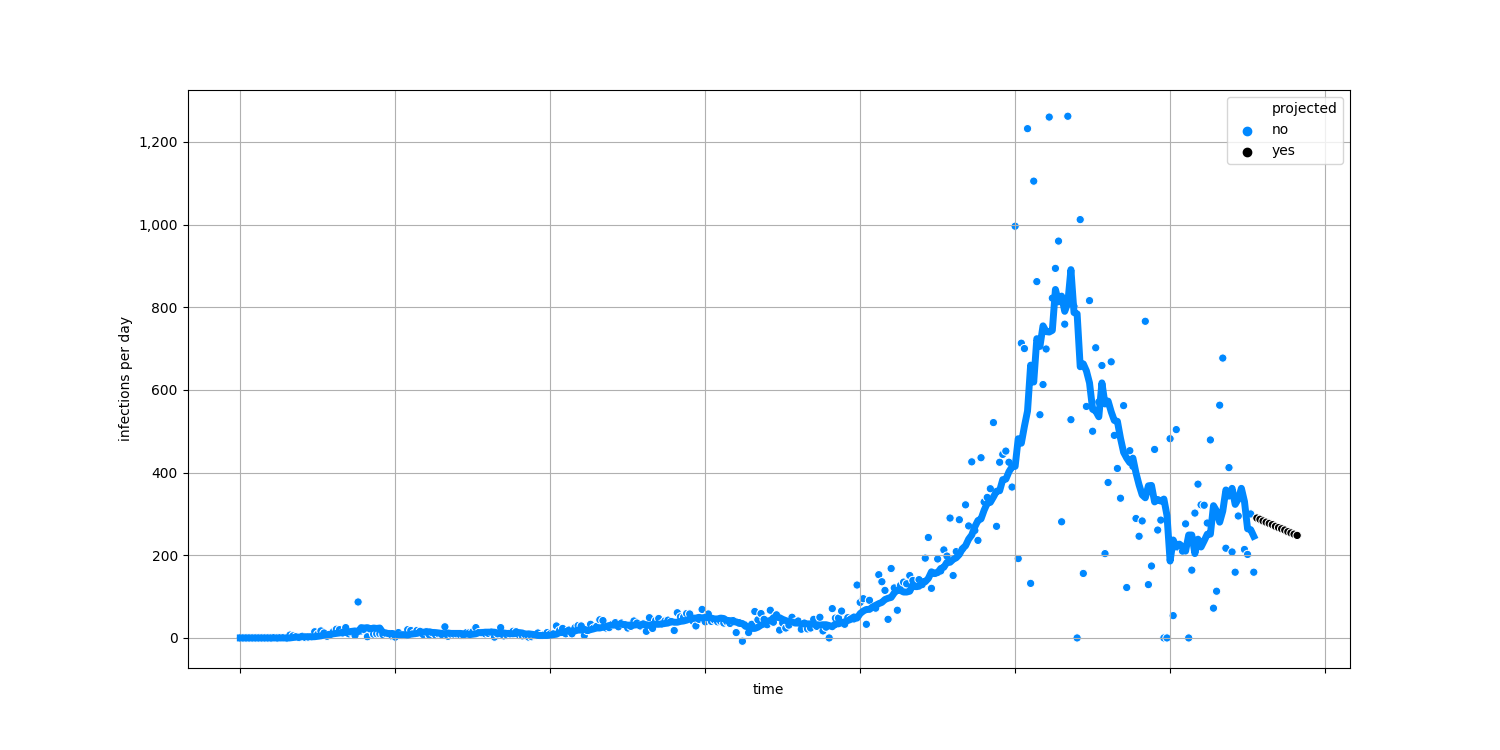 projected
no
yes
1,200
1,000
800
600
400
200
0
infections per day
time